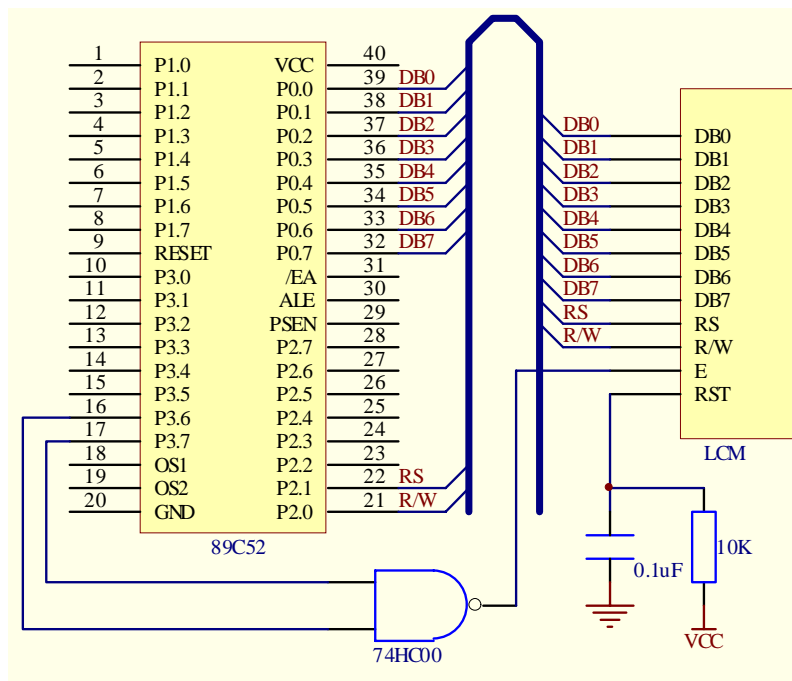 1 P1.0 VCC 40
2 P1.1 P0.0 39 DB0
3 P1.2 P0.1 38 DB1
4 P1.3 P0.2 37 DB2
5 P1.4 P0.3 36 DB3
6 P1.5 P0.4 35 DB4
7 P1.6 P0.5 34 DB5
8 P1.7 P0.6 33 DB6
9 RESET P0.7 32 DB7
10 P3.0 /EA 31
11 P3.1 ALE 30
12 P3.2 PSEN 29
13 P3.3 P2.7 28
14 P3.4 P2.6 27
15 P3.5 P2.5 26
16 P3.6 P2.4 25
17 P3.7 P2.3 24
18 OS1 P2.2 23
19 OS2 P2.1 22 RS
20 GND P2.0 21 R/W
89C52
DB0 DB0
DB1 DB1
DB2 DB2
DB3 DB3
DB4 DB4
DB5 DB5
DB6 DB6
DB7 DB7
RS RS
R/W R/W
E
RST
LCM
0.1uF
10K
VCC
74HC00